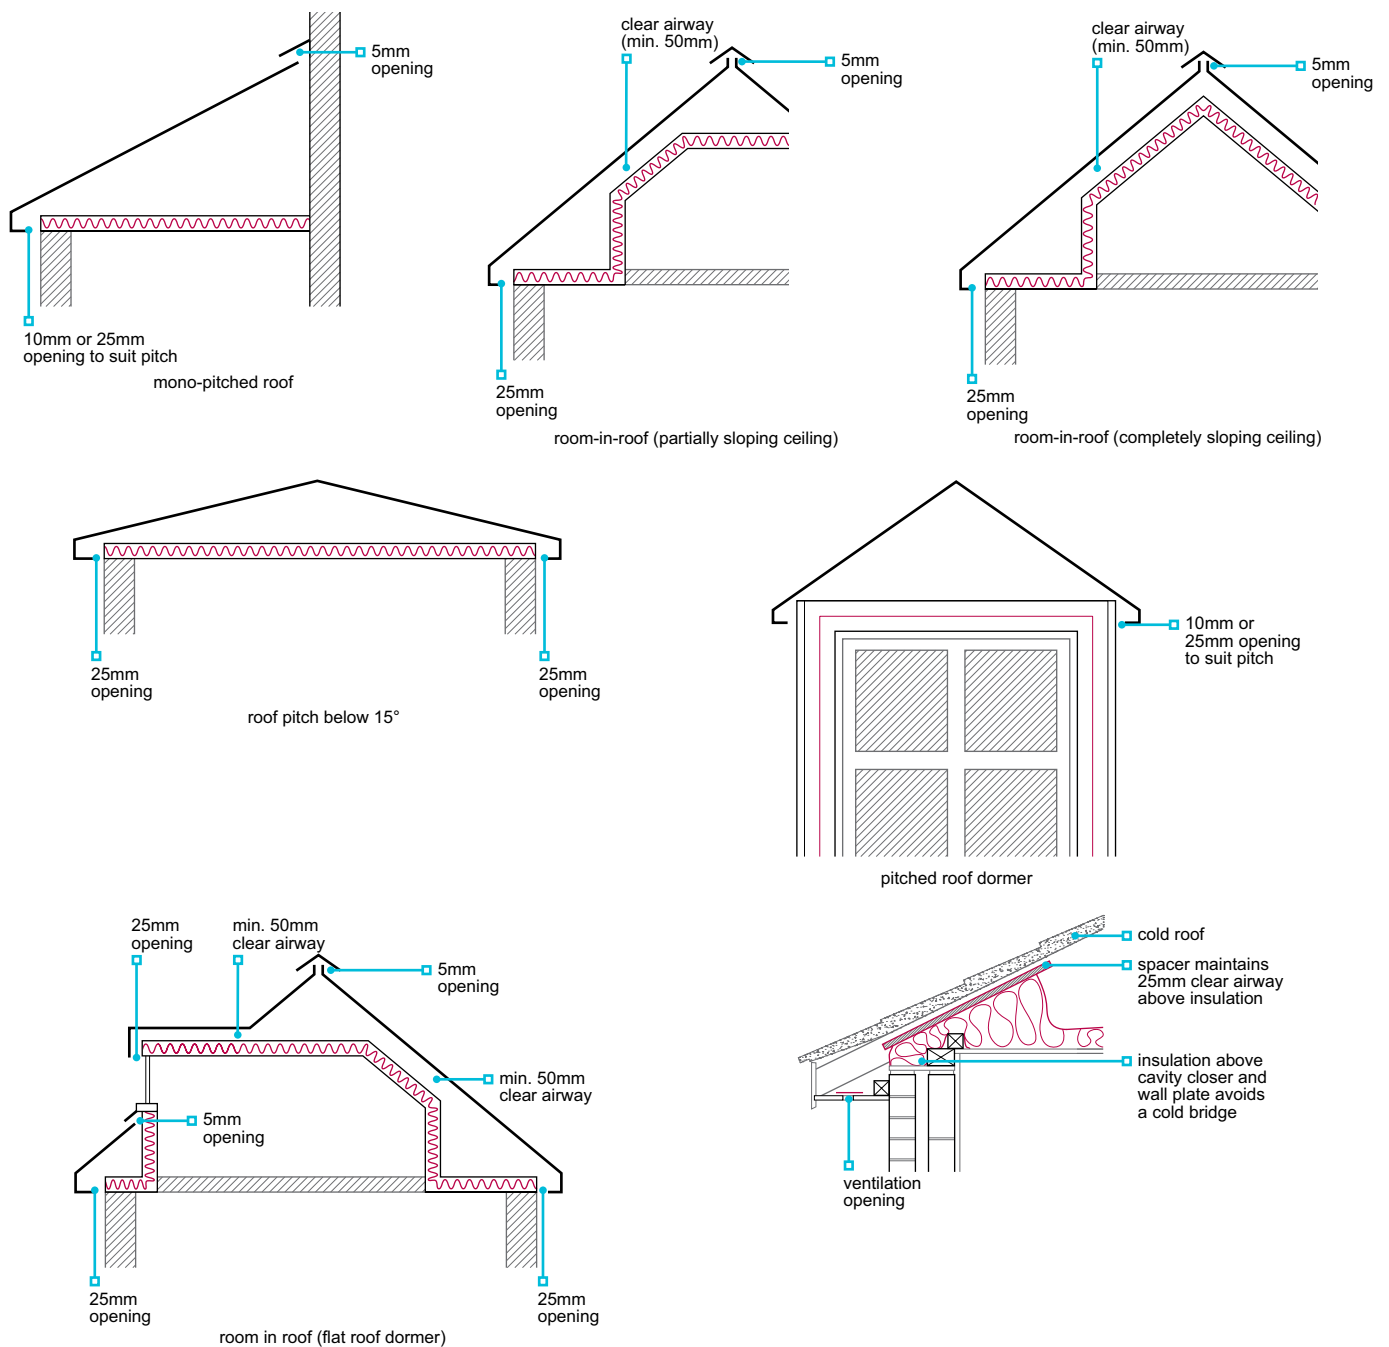 5mm
opening
10mm or 25mm
opening to suit pitch
mono-pitched roof
clear airway
(min. 50mm)
5mm
opening
25mm
opening
room-in-roof (partially sloping ceiling)
clear airway
(min. 50mm)
5mm
opening
25mm
opening
room-in-roof (completely sloping ceiling)
25mm
opening
25mm
opening
roof pitch below 15°
10mm or
25mm opening
to suit pitch
pitched roof dormer
25mm
opening
min. 50mm
clear airway
5mm
opening
min. 50mm
clear airway
5mm
opening
25mm
opening
25mm
opening
room in roof (flat roof dormer)
cold roof
spacer maintains
25mm clear airway
above insulation
insulation above
cavity closer and
wall plate avoids
a cold bridge
ventilation
opening